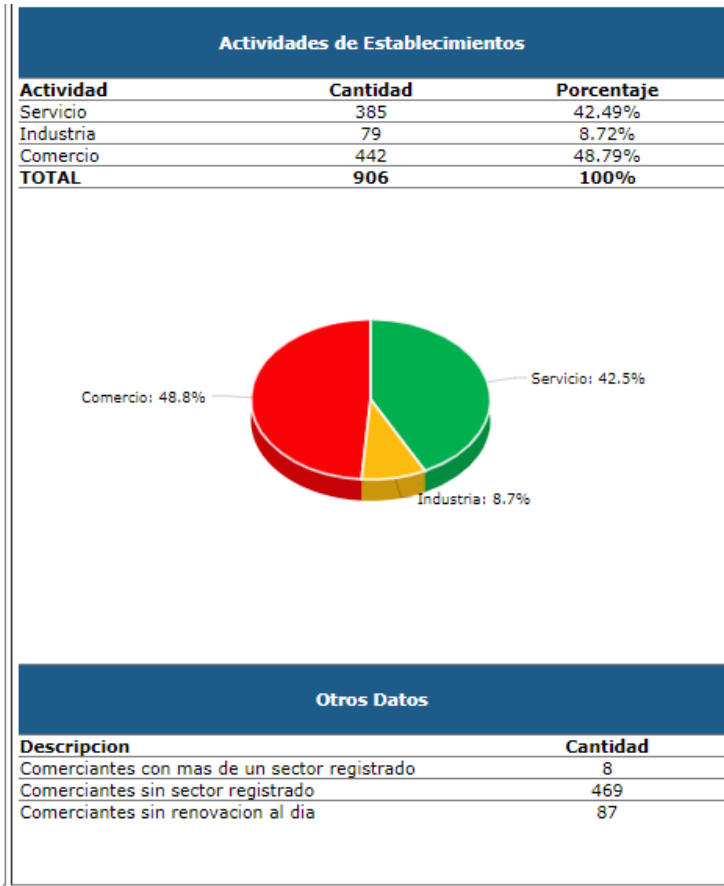 Actividades de Establecimientos
Actividad Cantidad Porcentaje
Servicio 385 42.49%
Industria 79 8.72%
Comercio 442 48.79%
TOTAL 906 100%
Servicio: 42.5%
Comercio: 48.8%
Industria: 8.7%
Otros Datos
Descripcion Cantidad
Comerciantes con mas de un sector registrado 8
Comerciantes sin sector registrado 469
Comerciantes sin renovacion al dia 87